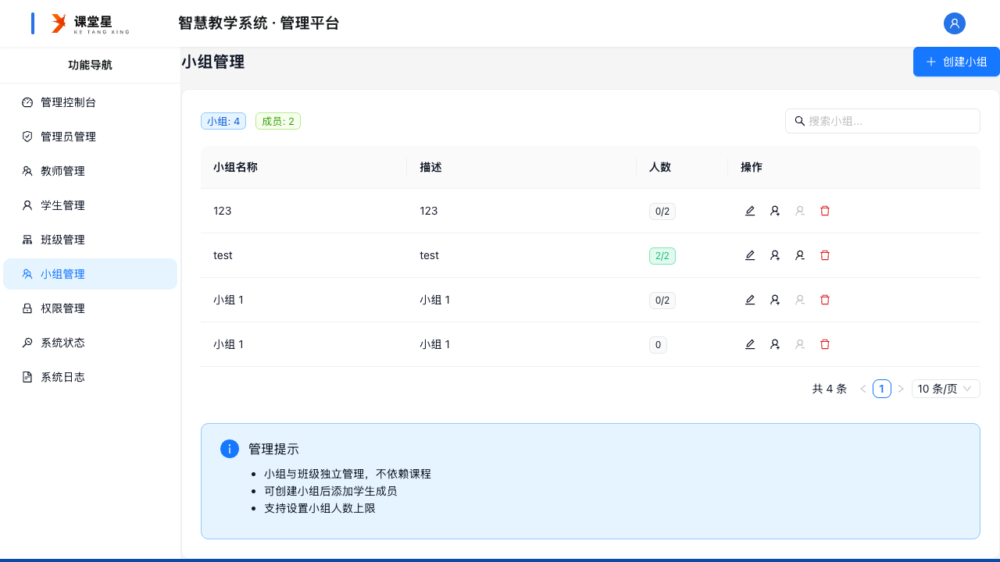 课堂星
KE TANG XING
智慧教学系统 · 管理平台
功能导航
管理控制台
管理员管理
教师管理
学生管理
班级管理
小组管理
权限管理
系统状态
系统日志
小组管理
创建小组
小组: 4
成员: 2
搜索小组...
小组名称 描述 人数 操作
123 123 0/2
test test 2/2
小组 1 小组 1 0/2
小组 1 小组 1 0
共 4 条 1 10 条/页
管理提示
小组与班级独立管理，不依赖课程
可创建小组后添加学生成员
支持设置小组人数上限